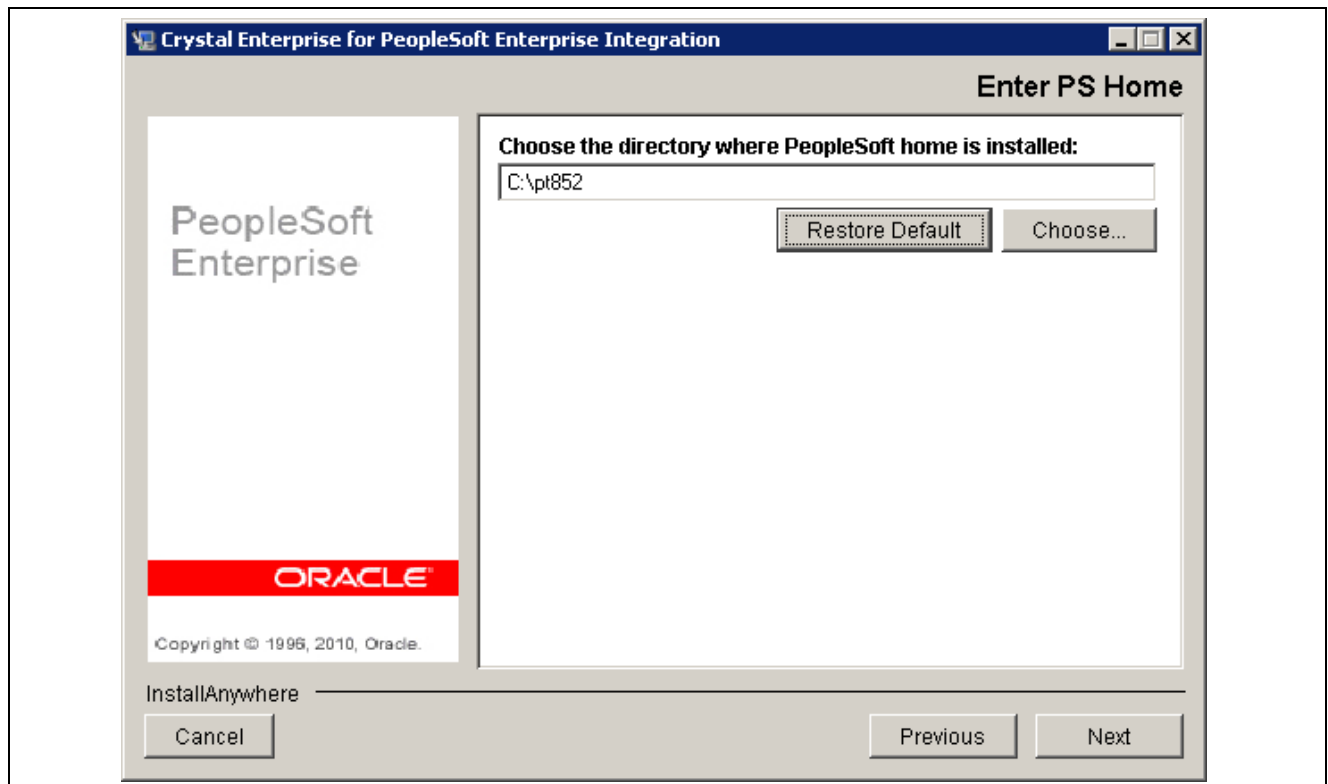 Crystal Enterprise for PeopleSoft Enterprise Integration
Enter PS Home
Choose the directory where PeopleSoft home is installed:
C:\pt852
Restore Default
Choose...
PeopleSoft
Enterprise
ORACLE
Copyright © 1996, 2010, Oracle.
InstallAnywhere
Cancel
Previous
Next